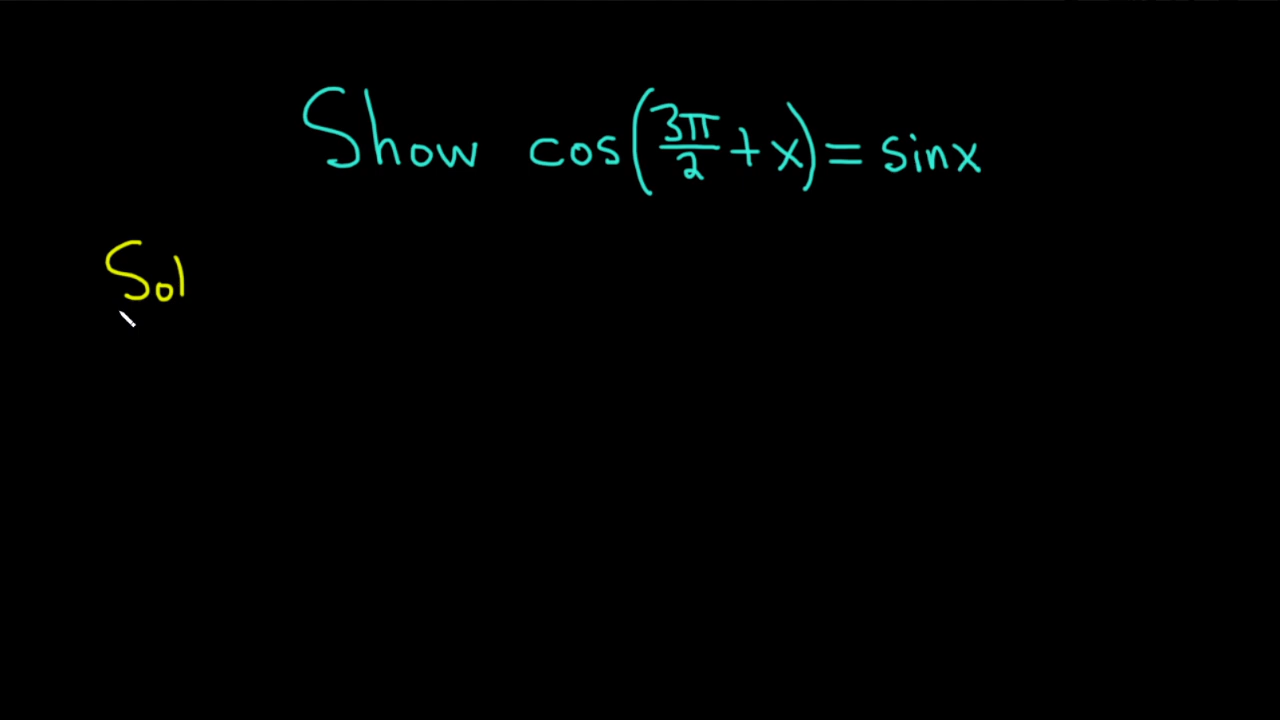 Show cos(3π/2 + x) = sinx
Sol